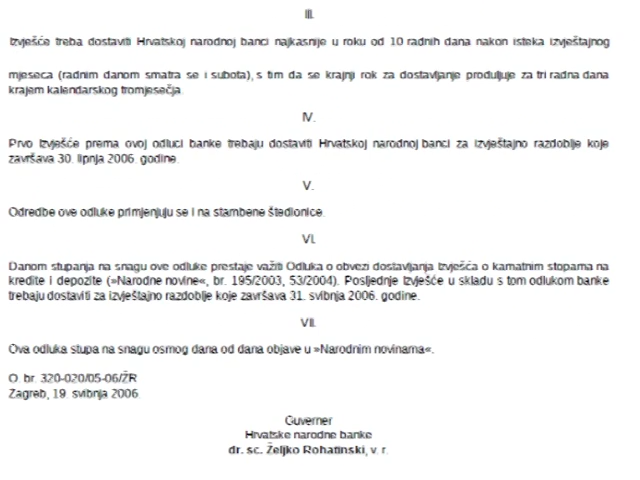 III.
Izvješće treba dostaviti Hrvatskoj narodnoj banci najkasnije u roku od 10 radnih dana nakon isteka izvještajnog
mjeseca (radnim danom smatra se i subota), s tim da se krajnji rok za dostavljanje produljuje za tri radna dana
krajem kalendarskog tromjesečja.
IV.
Prvo Izvješće prema ovoj odluci banke trebaju dostaviti Hrvatskoj narodnoj banci za izvještajno razdoblje koje
završava 30. lipnja 2006. godine.
V.
Odredbe ove odluke primjenjuju se i na stambene štedionice.
VI.
Danom stupanja na snagu ove odluke prestaje važiti Odluka o obvezi dostavljanja Izvješća o kamatnim stopama na
kredite i depozite (»Narodne novine«, br. 195/2003, 53/2004). Posljednje Izvješće u skladu s tom odlukom banke
trebaju dostaviti za izvještajno razdoblje koje završava 31. svibnja 2006. godine.
VII.
Ova odluka stupa na snagu osmog dana od dana objave u »Narodnim novinama«.
O. br. 320-020/05-06/ŽR
Zagreb, 19. svibnja 2006.
Guverner
Hrvatske narodne banke
dr. sc. Željko Rohatinski, v. r.